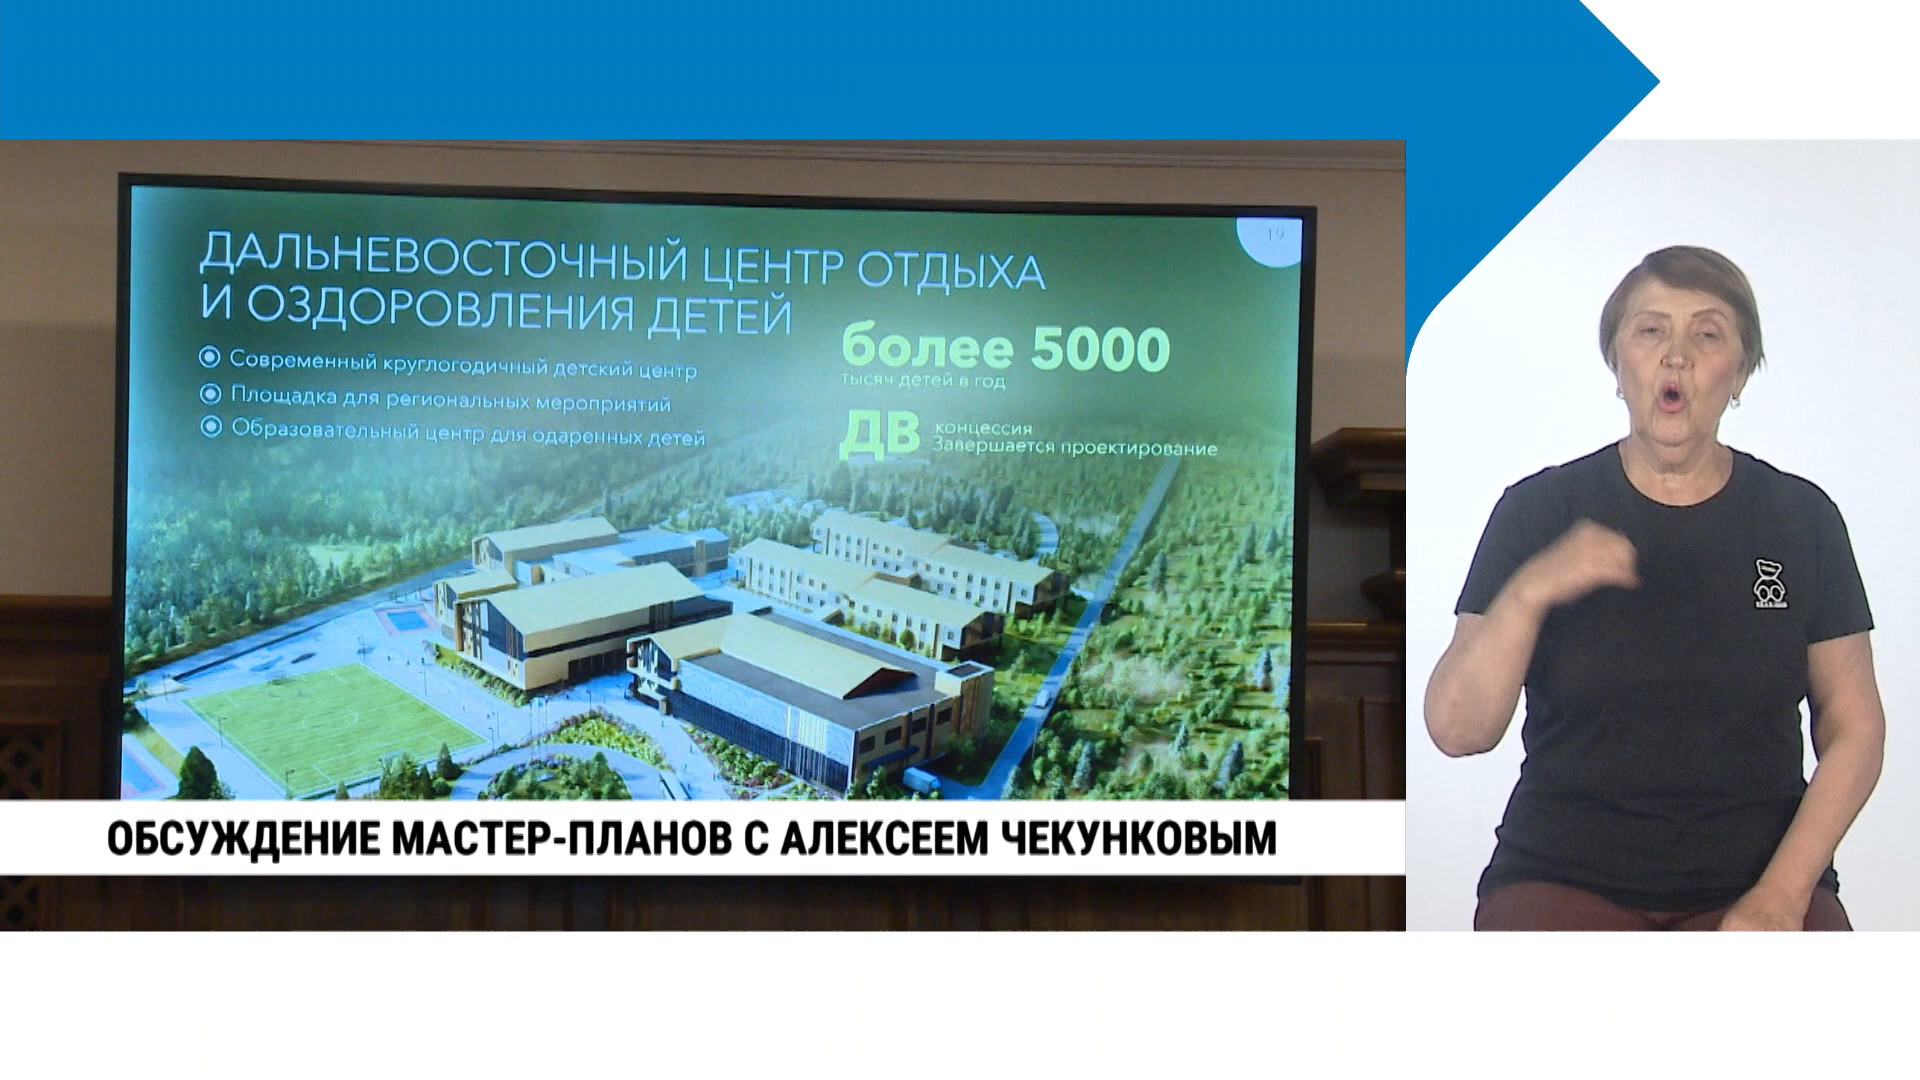 19
ДАЛЬНЕВОСТОЧНЫЙ ЦЕНТР ОТДЫХА
И ОЗДОРОВЛЕНИЯ ДЕТЕЙ
Современный круглогодичный детский центр
Площадка для региональных мероприятий
Образовательный центр для одаренных детей
более 5000
тысяч детей в год
ДВ концессия
Завершается проектирование
ОБСУЖДЕНИЕ МАСТЕР-ПЛАНОВ С АЛЕКСЕЕМ ЧЕКУНКОВЫМ